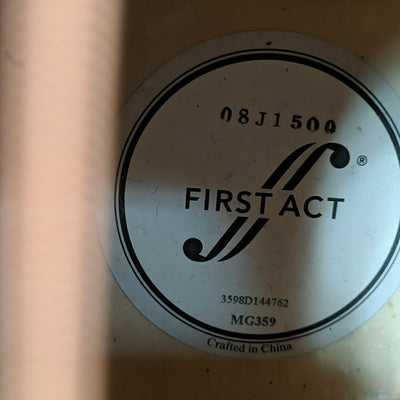 08J1500
FIRST ACT
®
3598D144762
MG359
Crafted in China